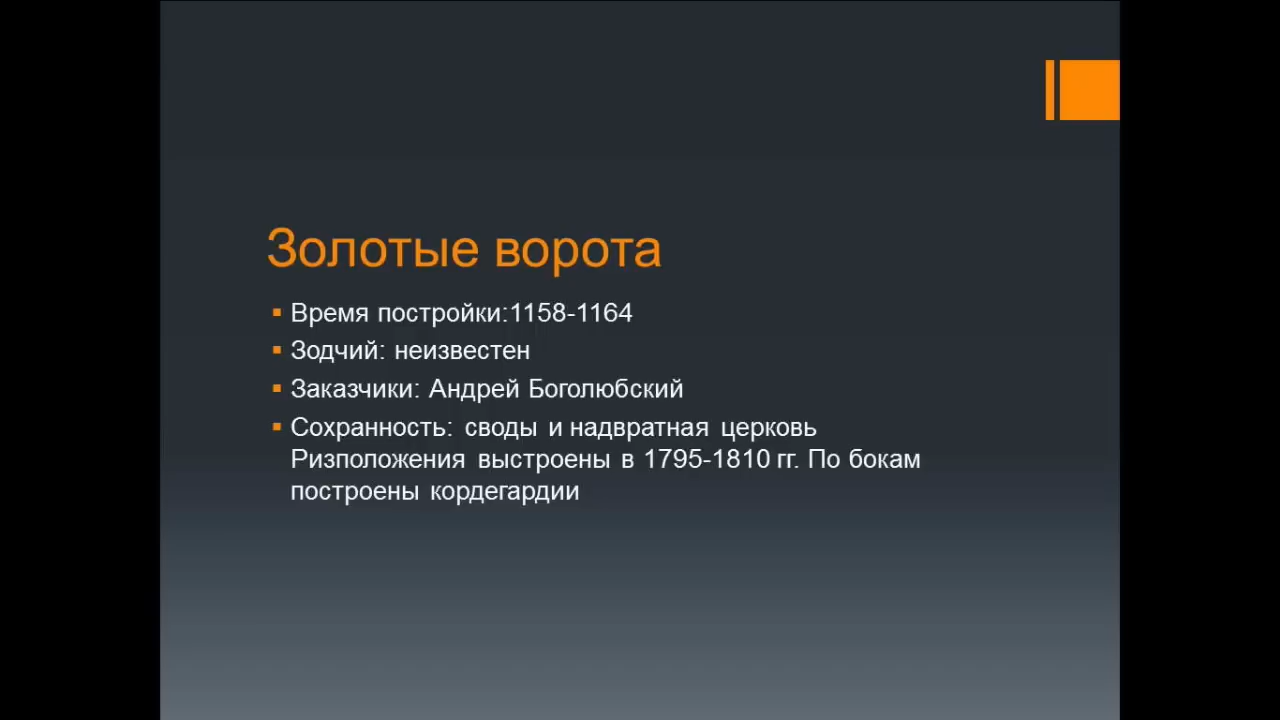 Золотые ворота
Время постройки:1158-1164
Зодчий: неизвестен
Заказчики: Андрей Боголюбский
Сохранность: своды и надвратная церковь
Ризположения выстроены в 1795-1810 гг. По бокам
построены кордегардии